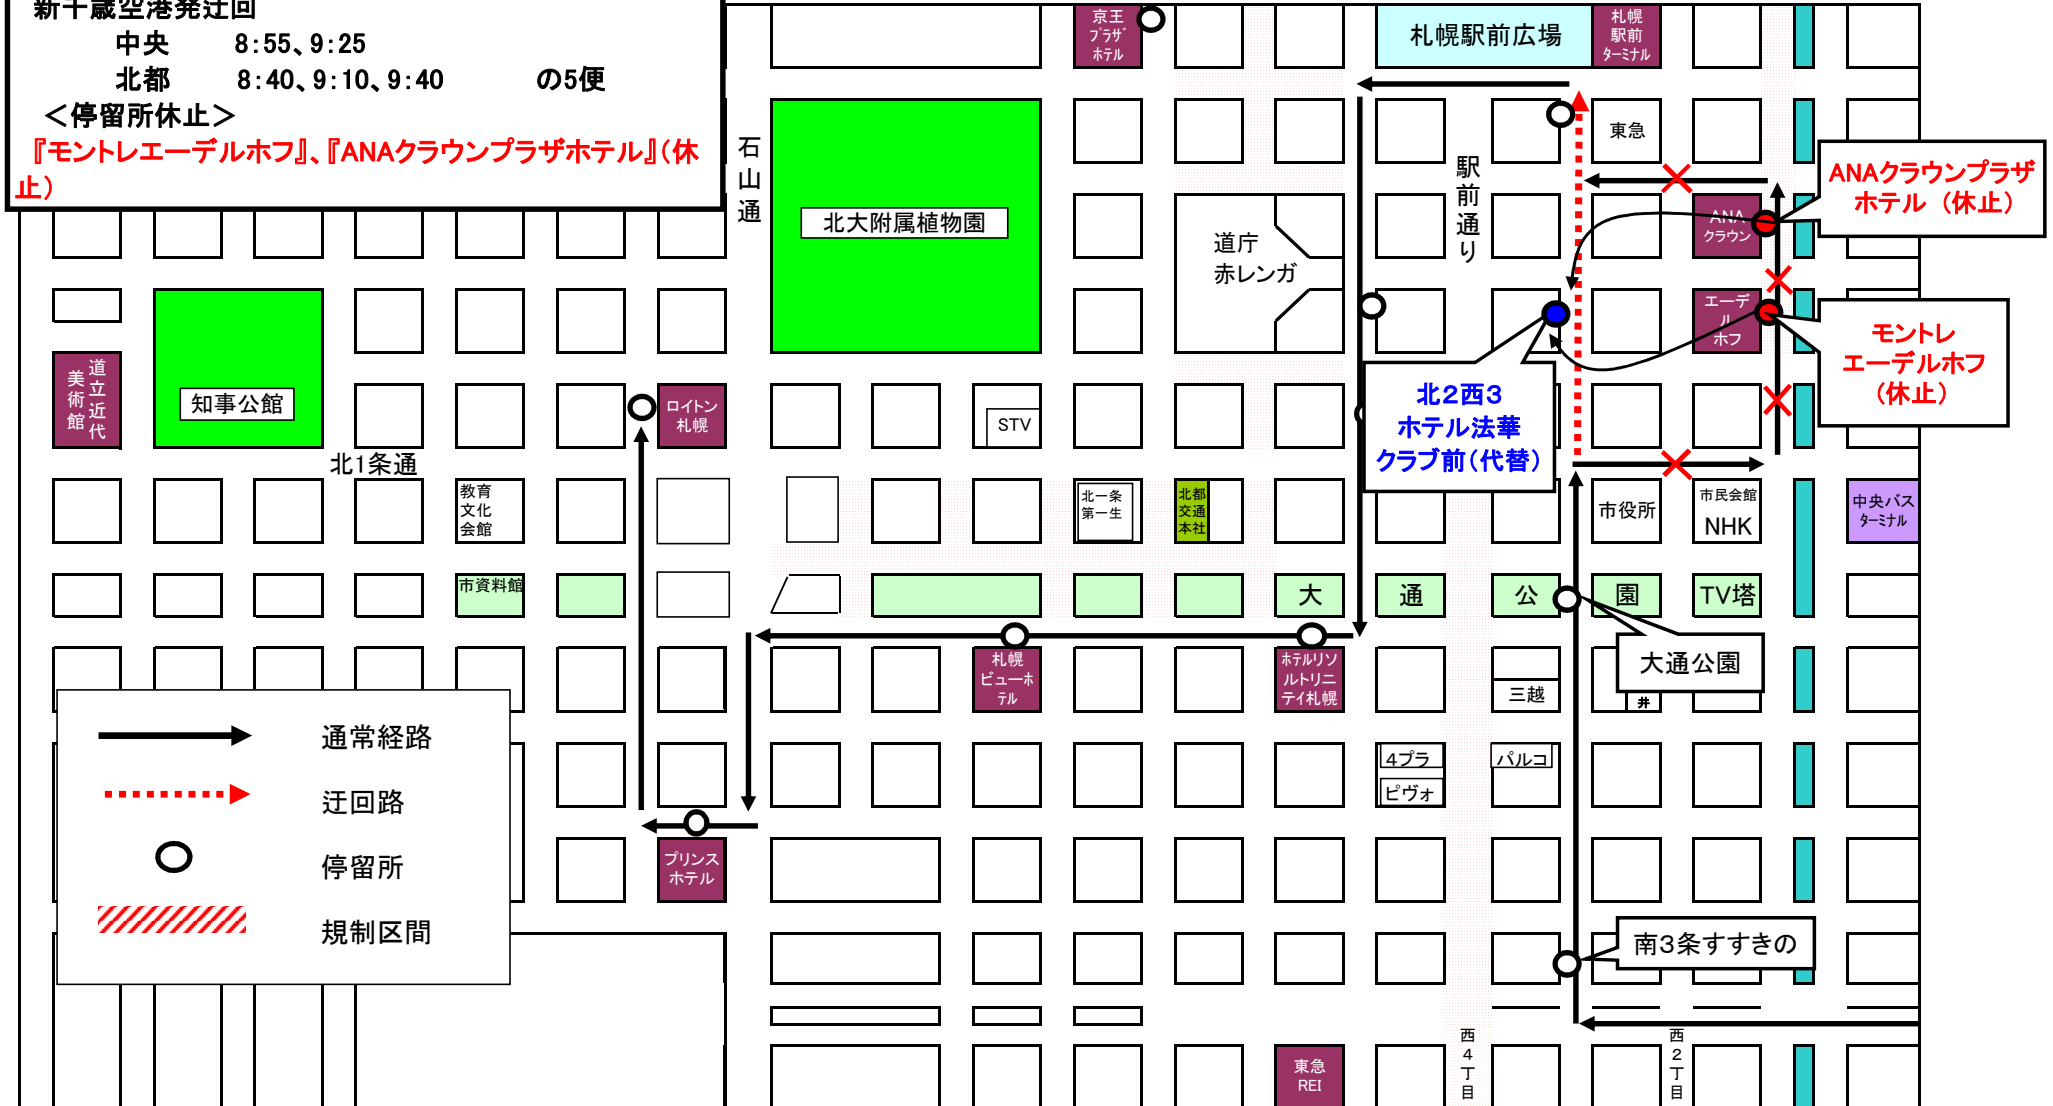 新千歳空港発迂回
中央 8:55、9:25
北都 8:40、9:10、9:40 の5便
＜停留所休止＞
『モントレエーデルホフ』、『ANAクラウンプラザホテル』(休
止)
京王
プラザ
ホテル
札幌駅前広場
札幌
駅前
ターミナル
東急
石山通
駅前通り
北大附属植物園
道庁
赤レンガ
ANA
クラウン
ANAクラウンプラザ
ホテル (休止)
エーデ
ル
ホフ
モントレ
エーデルホフ
(休止)
道立近代
美術館
知事公館
ロイトン
札幌
STV
北2西3
ホテル法華
クラブ前(代替)
北1条通
教育
文化
会館
北一条
第一生
北都
交通
本社
市役所
市民会館
NHK
中央バス
ターミナル
市資料館
大
通
公
園
TV塔
札幌
ビューホ
テル
ホテルリソ
ルトリニ
テイ札幌
三越
井
大通公園
4プラ
ピヴォ
パルコ
プリンス
ホテル
南3条すすきの
通常経路
迂回路
停留所
規制区間
西4丁目
西2丁目
東急
REI